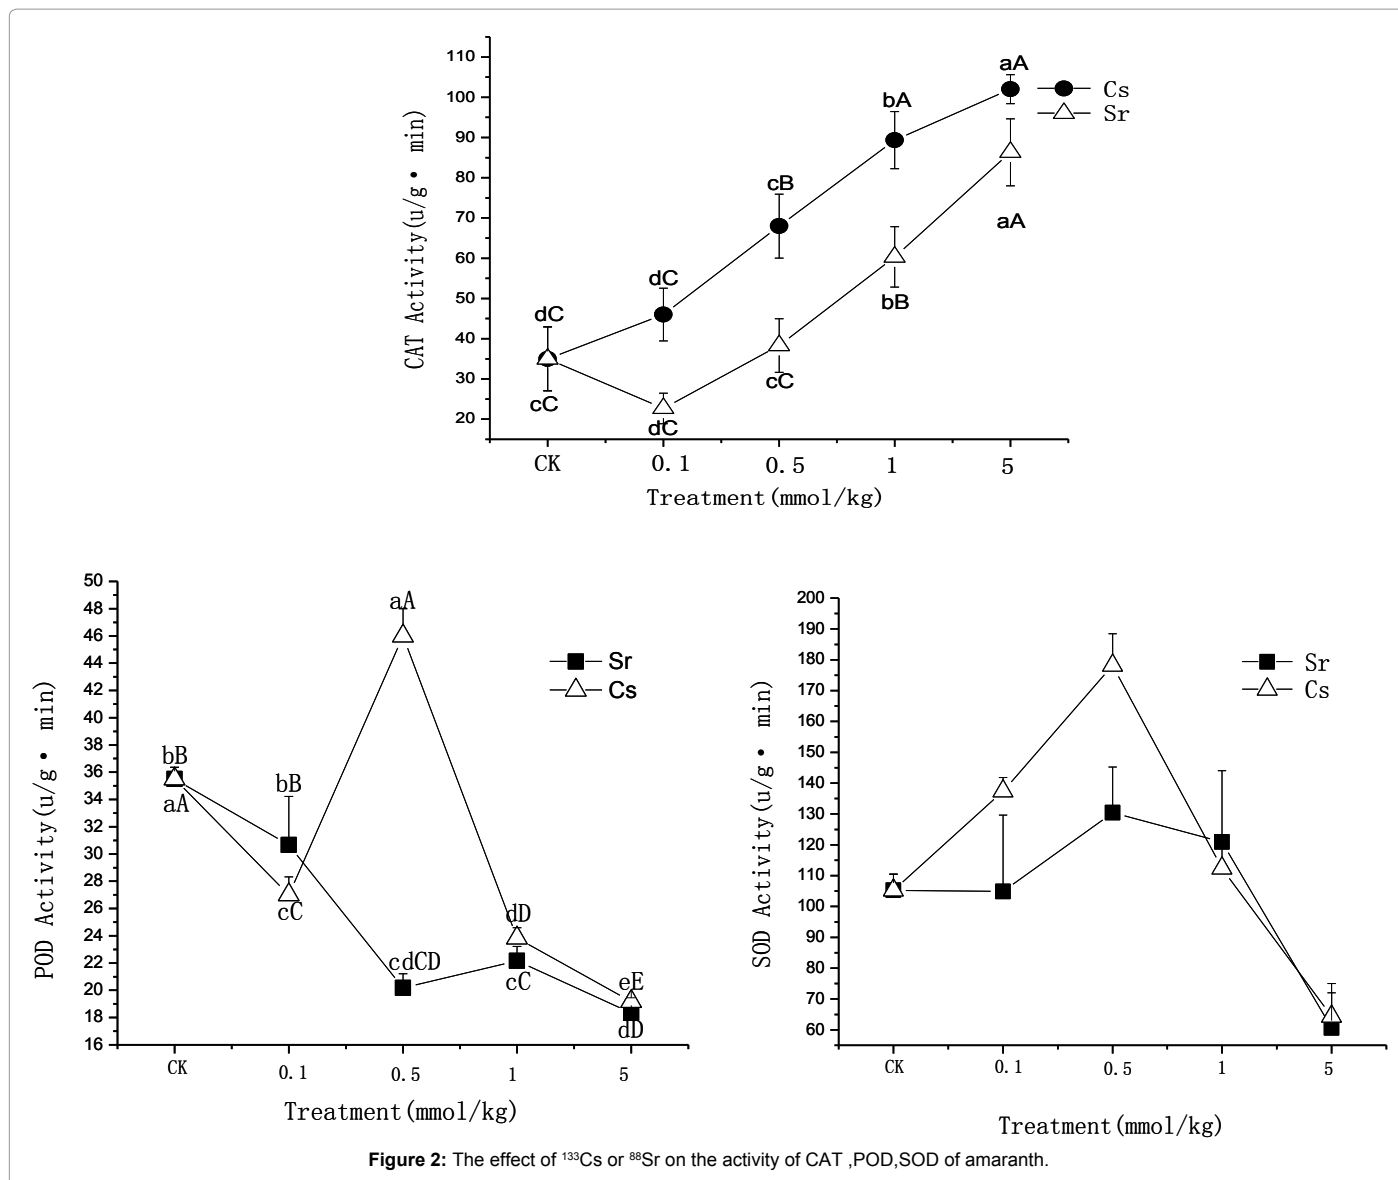 110
100
90
80
70
60
50
40
30
20
CAT Activity(u/g• min)
dC
dC
cB
bA
aA
cC
dC
cC
bB
aA
Cs
Sr
CK
0.1
0.5
1
5
Treatment(mmol/kg)
50
48
46
44
42
40
38
36
34
32
30
28
26
24
22
20
18
16
POD Activity(u/g• min)
bB
aA
bB
cC
aA
cdCD
dD
cC
eE
dD
Sr
Cs
CK
0.1
0.5
1
5
Treatment(mmol/kg)
200
190
180
170
160
150
140
130
120
110
100
90
80
70
60
SOD Activity(u/g• min)
Sr
Cs
CK
0.1
0.5
1
5
Treatment(mmol/kg)
Figure 2: The effect of ¹³³Cs or ⁸⁸Sr on the activity of CAT ,POD,SOD of amaranth.